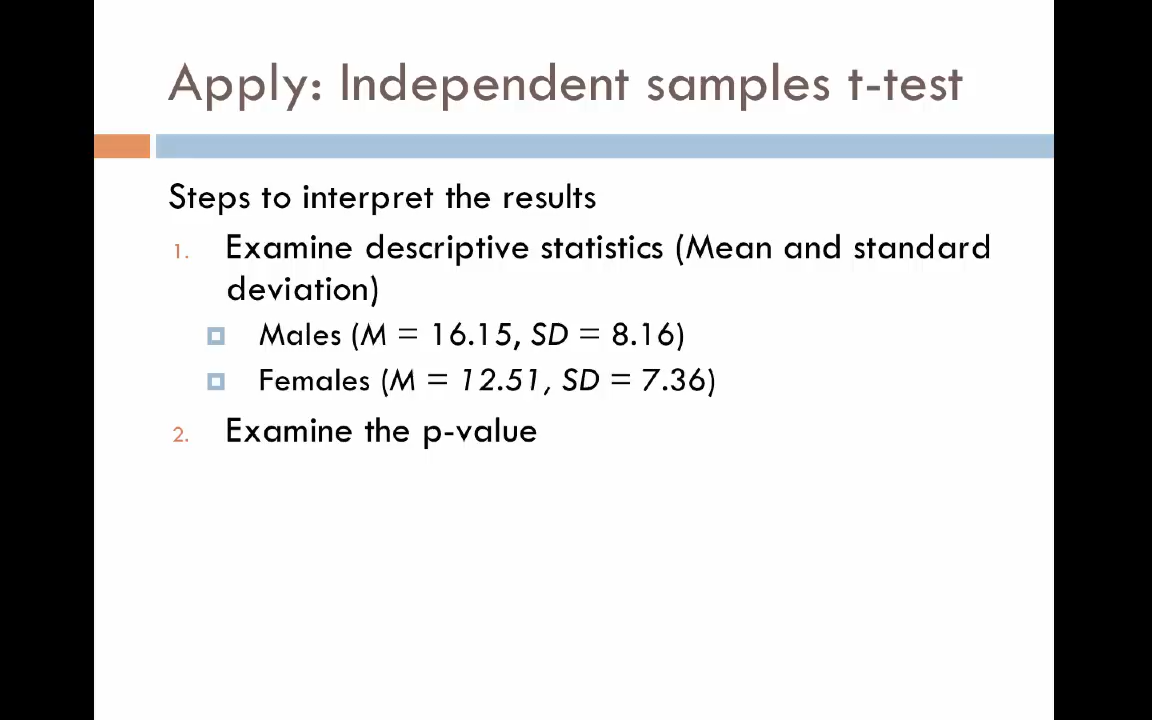 Apply: Independent samples t-test
Steps to interpret the results
1. Examine descriptive statistics (Mean and standard
deviation)
Males (M = 16.15, SD = 8.16)
Females (M = 12.51, SD = 7.36)
2. Examine the p-value